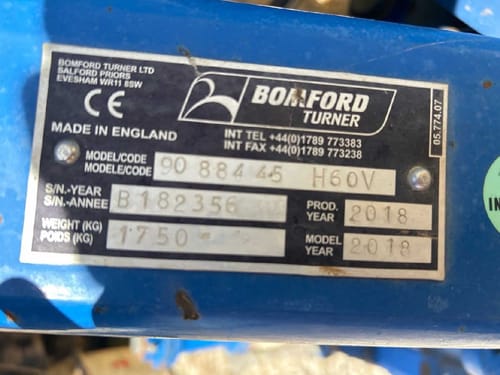 BOMFORD TURNER LTD
SALFORD PRIORS
EVESHAM WR11 8SW
CE
BOMFORD
TURNER
MADE IN ENGLAND
INT TEL +44(0)1789 773383
INT FAX +44(0)1789 773238
05.774.07
MODEL/CODE
MODELE/CODE
90 884 45 H60V
S/N.-YEAR
S/N.-ANNEE
B182356
PROD.
YEAR
2018
WEIGHT (KG)
POIDS (KG)
1750
MODEL
YEAR
2018
IN